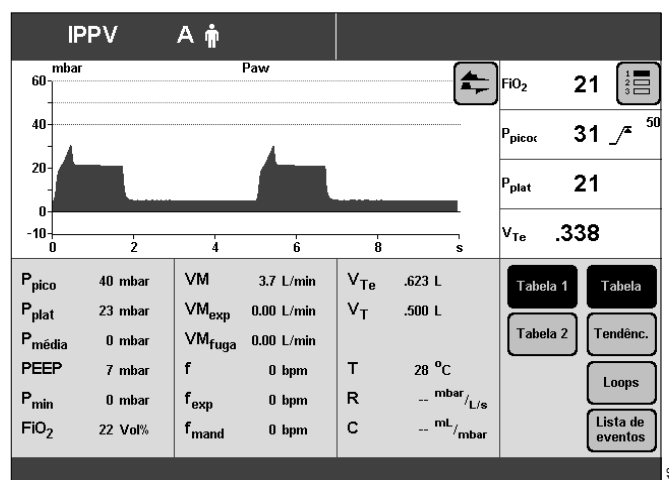 IPPV A
mbar Paw
60
40
20
0
-10
0 2 4 6 8 s
FiO2 21 1 2 3
Ppico 31 50
Pplat 21
VTe .338
Ppico 40 mbar VM 3.7 L/min VTe .623 L
Pplat 23 mbar VMexp 0.00 L/min VT .500 L
Pmédia 0 mbar VMfuga 0.00 L/min
PEEP 7 mbar f 0 bpm T 28 °C
Pmin 0 mbar fexp 0 bpm R -- mbar/L/s
FiO2 22 Vol% fmand 0 bpm C -- mL/mbar
Tabela 1 Tabela
Tabela 2 Tendênc.
Loops
Lista de
eventos